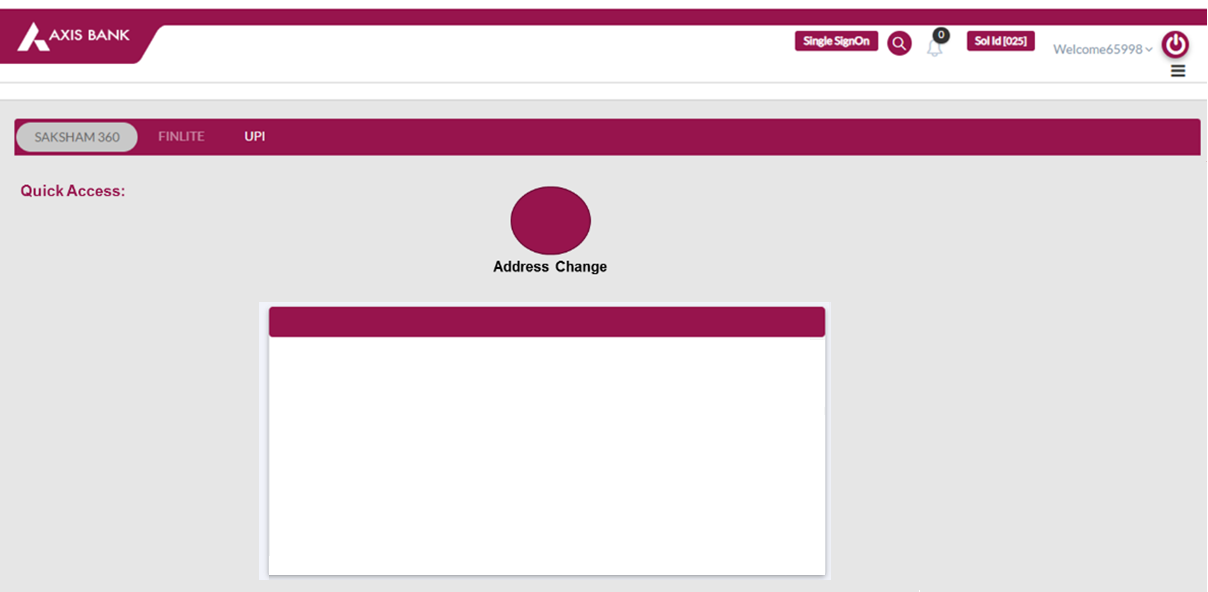 AXIS BANK
Single SignOn
0
Sol Id [025]
Welcome65998
SAKSHAM 360
FINLITE
UPI
Quick Access:
Address Change